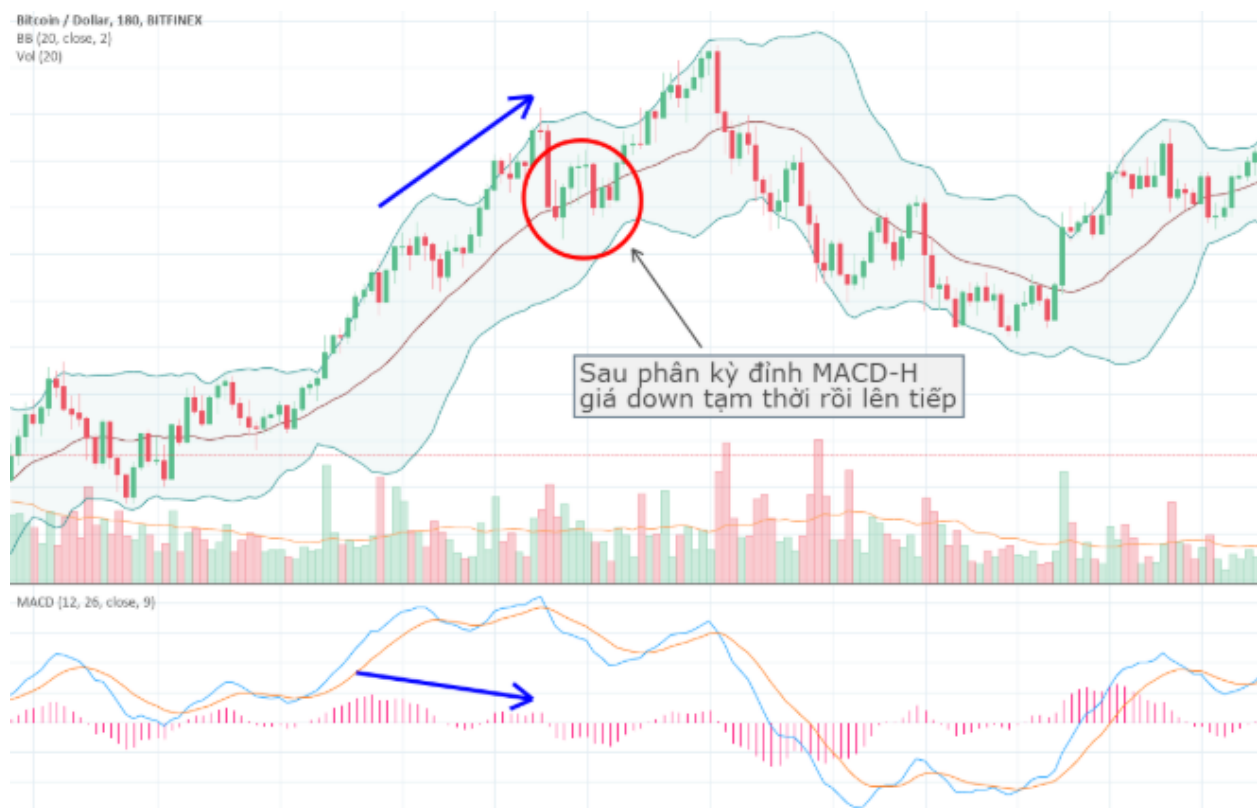 Bitcoin / Dollar, 180, BITFINEX
BB (20, close, 2)
Vol (20)
Sau phân kỳ đỉnh MACD-H
giá down tạm thời rồi lên tiếp
MACD (12, 26, close, 9)